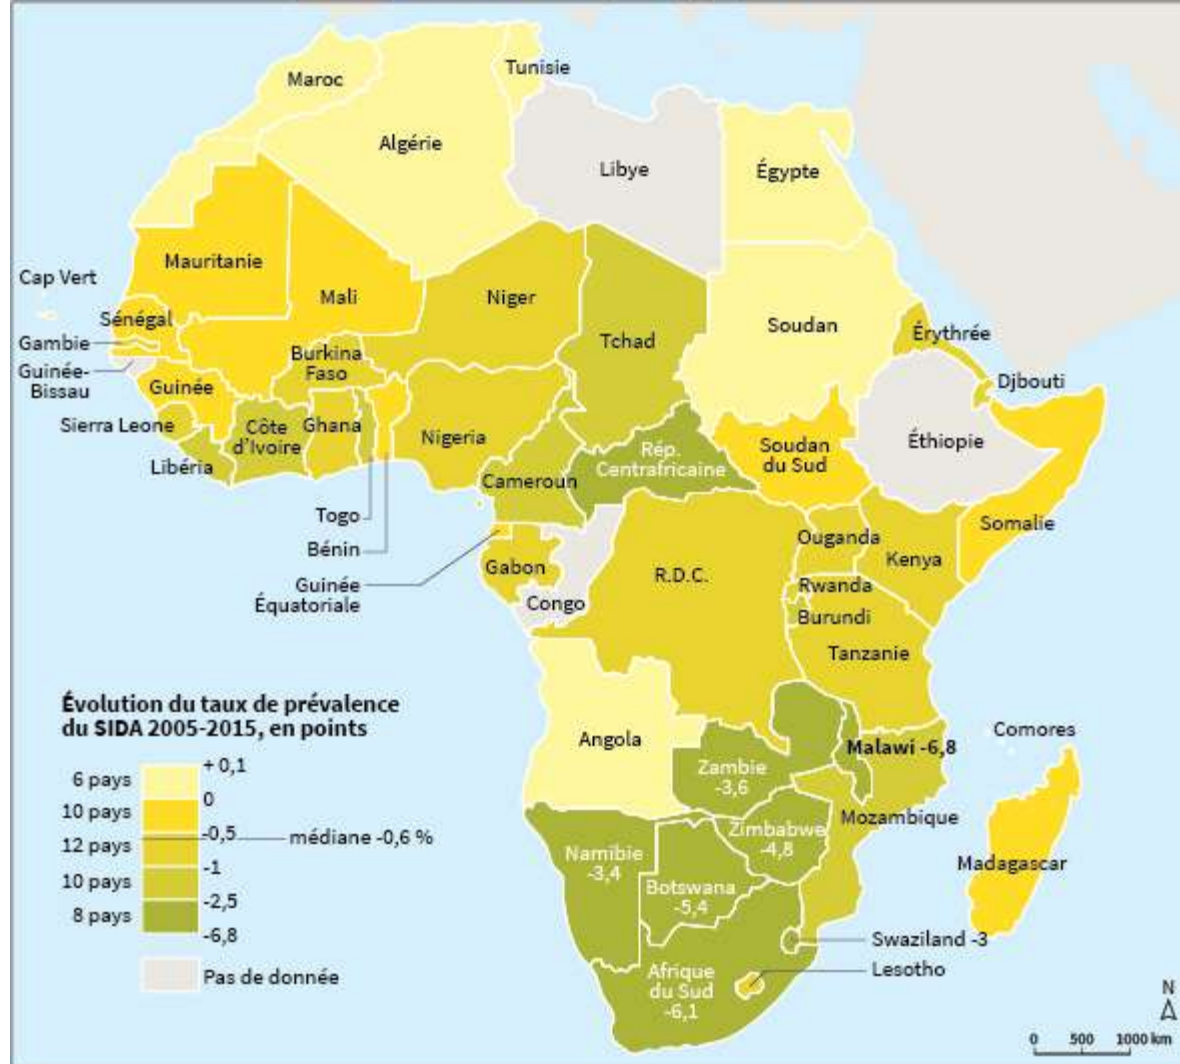 Maroc
Tunisie
Algérie
Libye
Égypte
Mauritanie
Cap Vert
Mali
Niger
Sénégal
Soudan
Érythrée
Tchad
Gambie
Burkina
Faso
Guinée-
Bissau
Guinée
Djbouti
Sierra Leone
Côte
d'Ivoire
Ghana
Nigeria
Rép.
Centrafricaine
Soudan
du Sud
Éthiopie
Libéria
Cameroun
Togo
Somalie
Ouganda
Bénin
Kenya
Gabon
R.D.C.
Guinée
Équatoriale
Rwanda
Congo
Burundi
Tanzanie
Évolution du taux de prévalence
du SIDA 2005-2015, en points
Angola
Comores
Malawi -6,8
Zambie
-3,6
6 pays
+ 0,1
10 pays
0
12 pays
-0,5
médiane -0,6 %
10 pays
-1
8 pays
-2,5
-6,8
Pas de donnée
Mozambique
Zimbabwe
-4,8
Namibie
-3,4
Madagascar
Botswana
-5,4
Swaziland -3
Lesotho
Afrique
du Sud
-6,1
N
0 500 1000 km